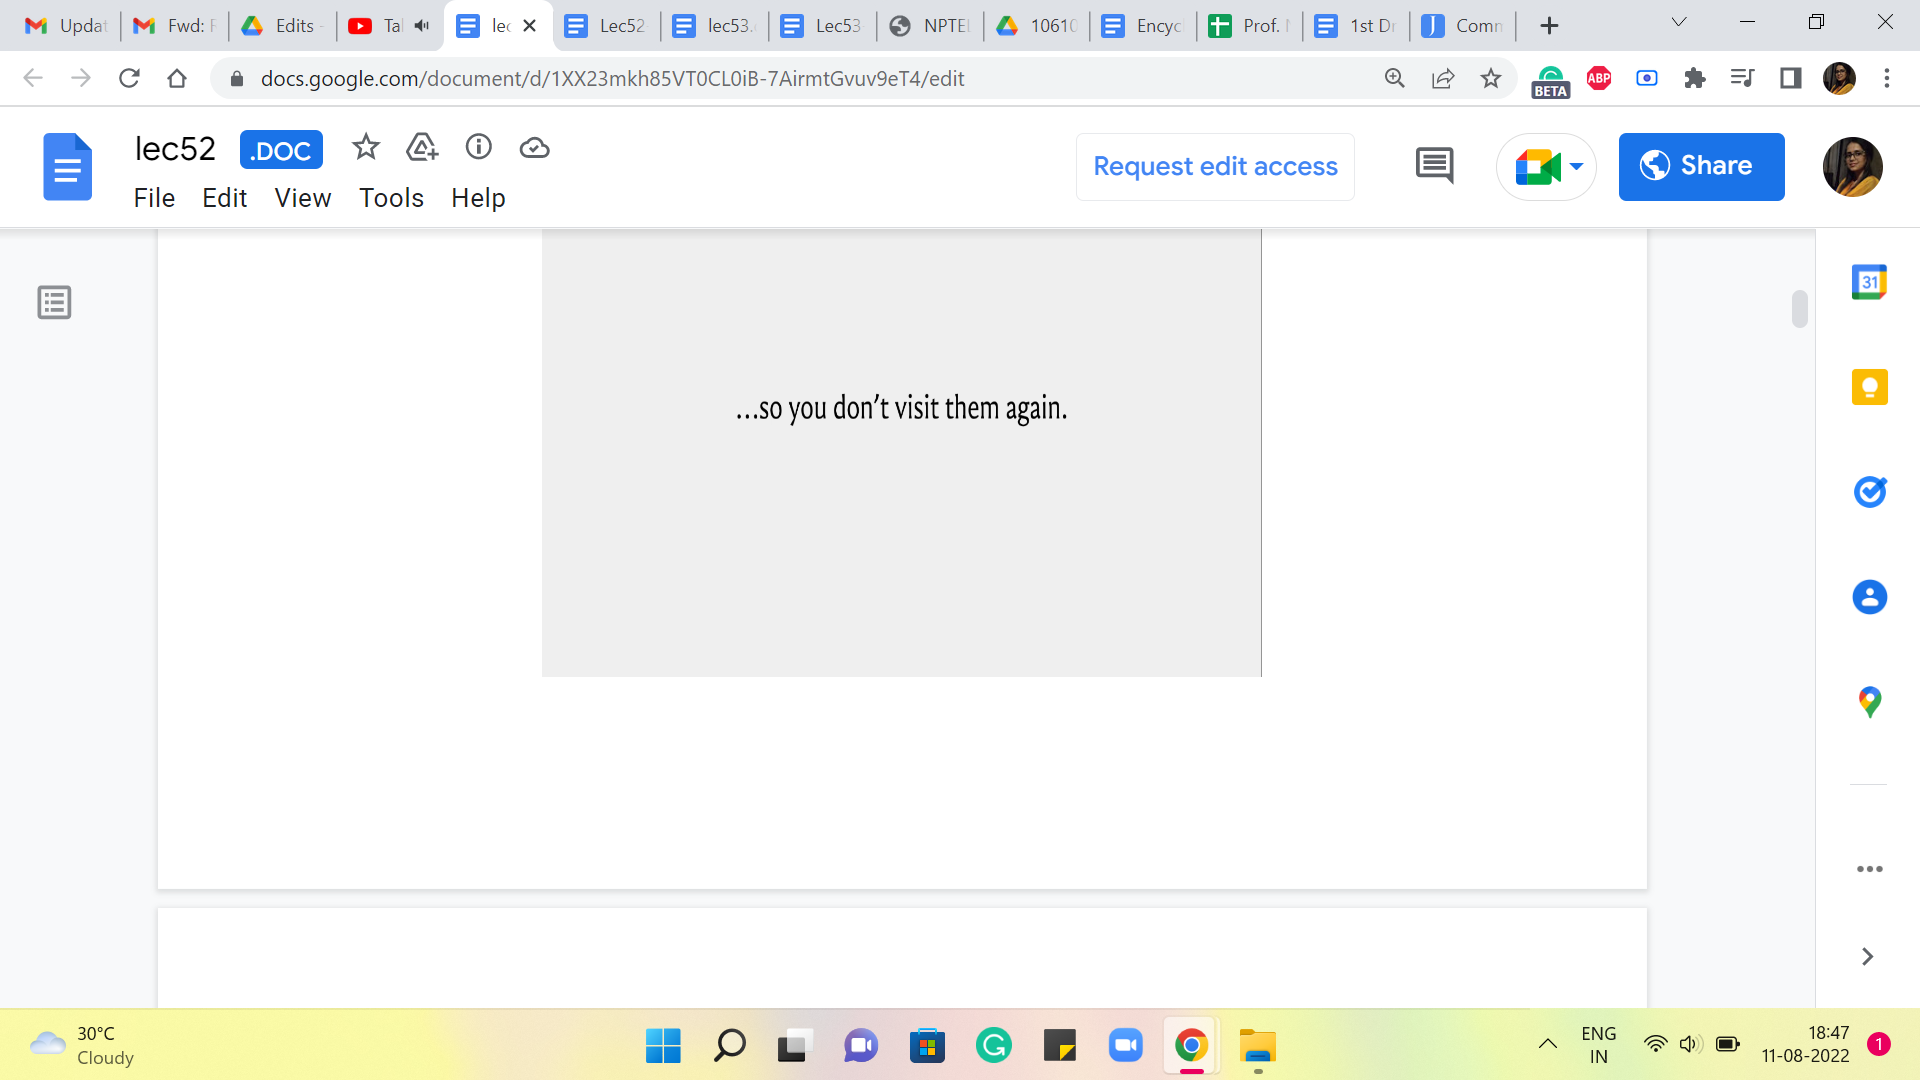 Updat
Fwd: F
Edits -
Tal
lec
Lec52
lec53.
Lec53
NPTEL
10610
Encyc
Prof.
1st Dr
Comm
docs.google.com/document/d/1XX23mkh85VT0CL0iB-7AirmtGvuv9eT4/edit
BETA
ABP
lec52
.DOC
Request edit access
Share
File Edit View Tools Help
31
…so you don’t visit them again.
30°C
Cloudy
ENG
IN
18:47
11-08-2022
1